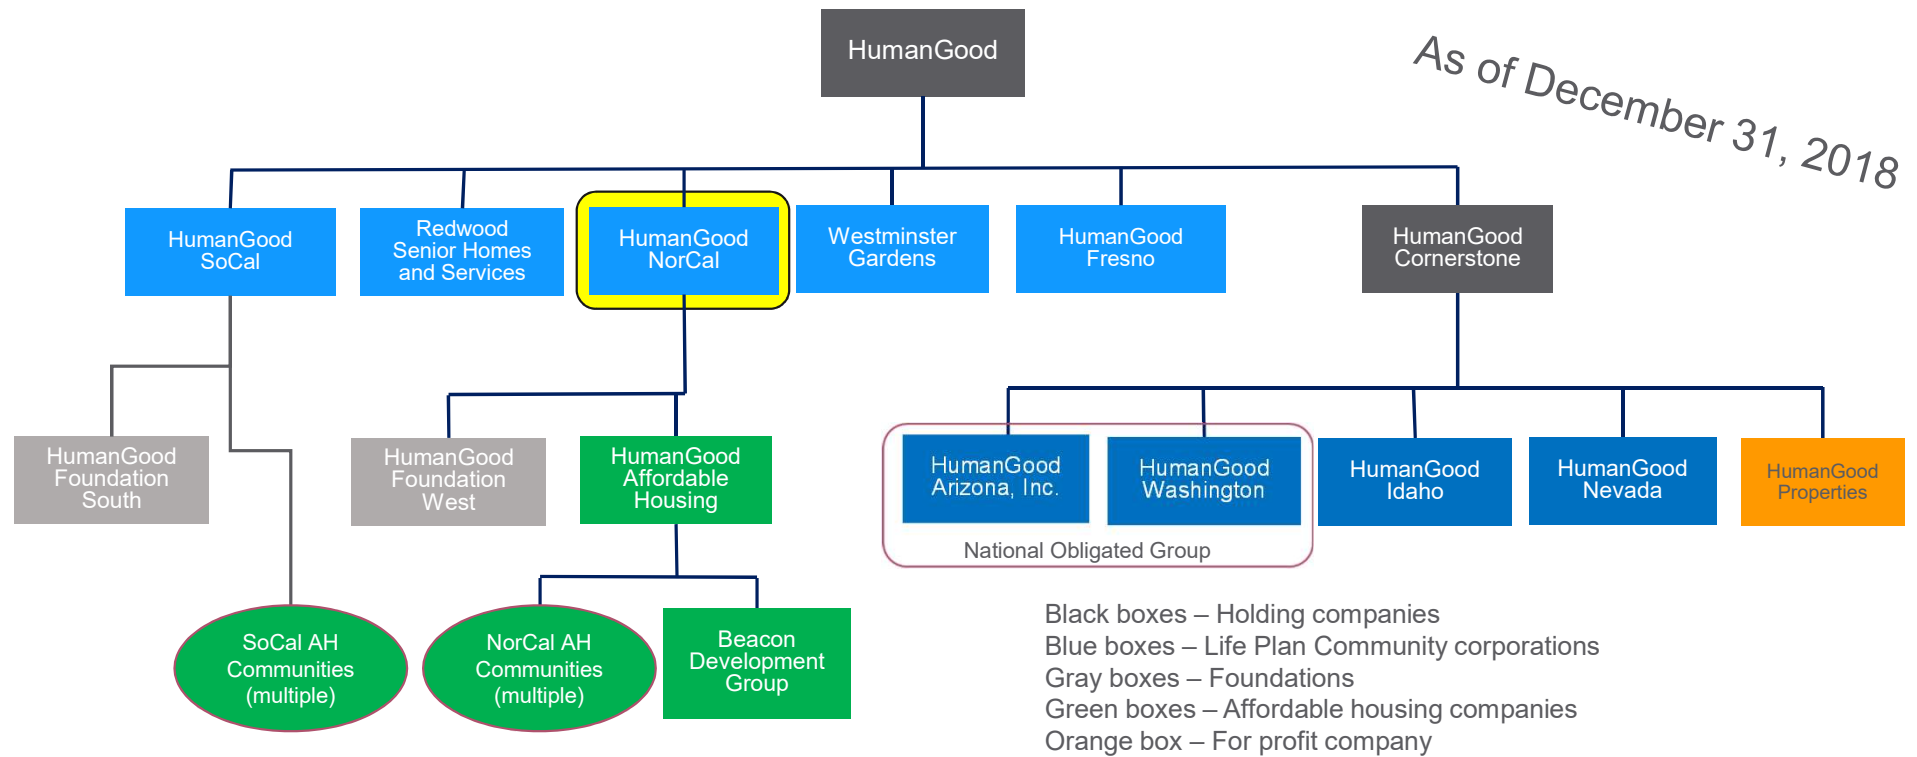 HumanGood
As of December 31, 2018
HumanGood
SoCal
Redwood
Senior Homes
and Services
HumanGood
NorCal
Westminster
Gardens
HumanGood
Fresno
HumanGood
Cornerstone
HumanGood
Foundation
South
HumanGood
Foundation
West
HumanGood
Affordable
Housing
HumanGood
Arizona, Inc.
HumanGood
Washington
HumanGood
Idaho
HumanGood
Nevada
HumanGood
Properties
National Obligated Group
SoCal AH
Communities
(multiple)
NorCal AH
Communities
(multiple)
Beacon
Development
Group
Black boxes – Holding companies
Blue boxes – Life Plan Community corporations
Gray boxes – Foundations
Green boxes – Affordable housing companies
Orange box – For profit company